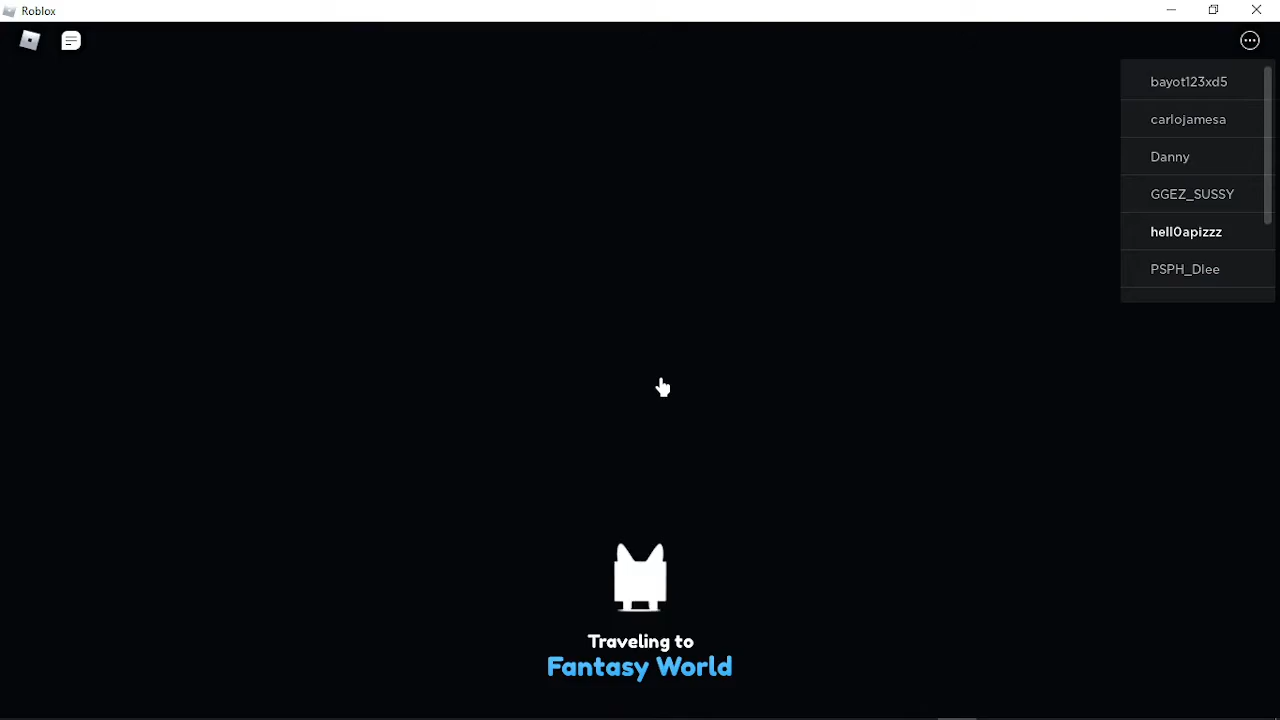 Roblox
bayot123xd5
carlojamesa
Danny
GGEZ_SUSSY
hell0apizzz
PSPH_Dlee
Traveling to
Fantasy World